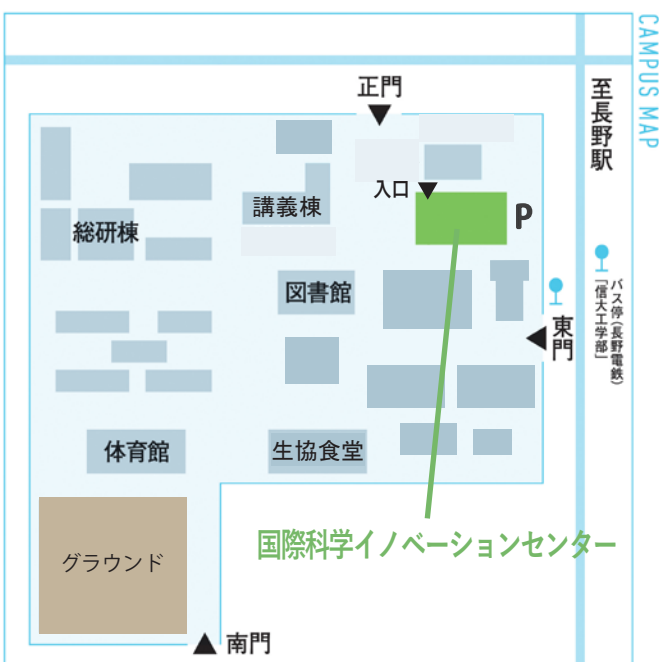 CAMPUS MAP
正門
至長野駅
入口
P
講義棟
総研棟
図書館
バス停(長野電鉄)
「信大工学部」
東門
体育館
生協食堂
国際科学イノベーションセンター
グラウンド
南門